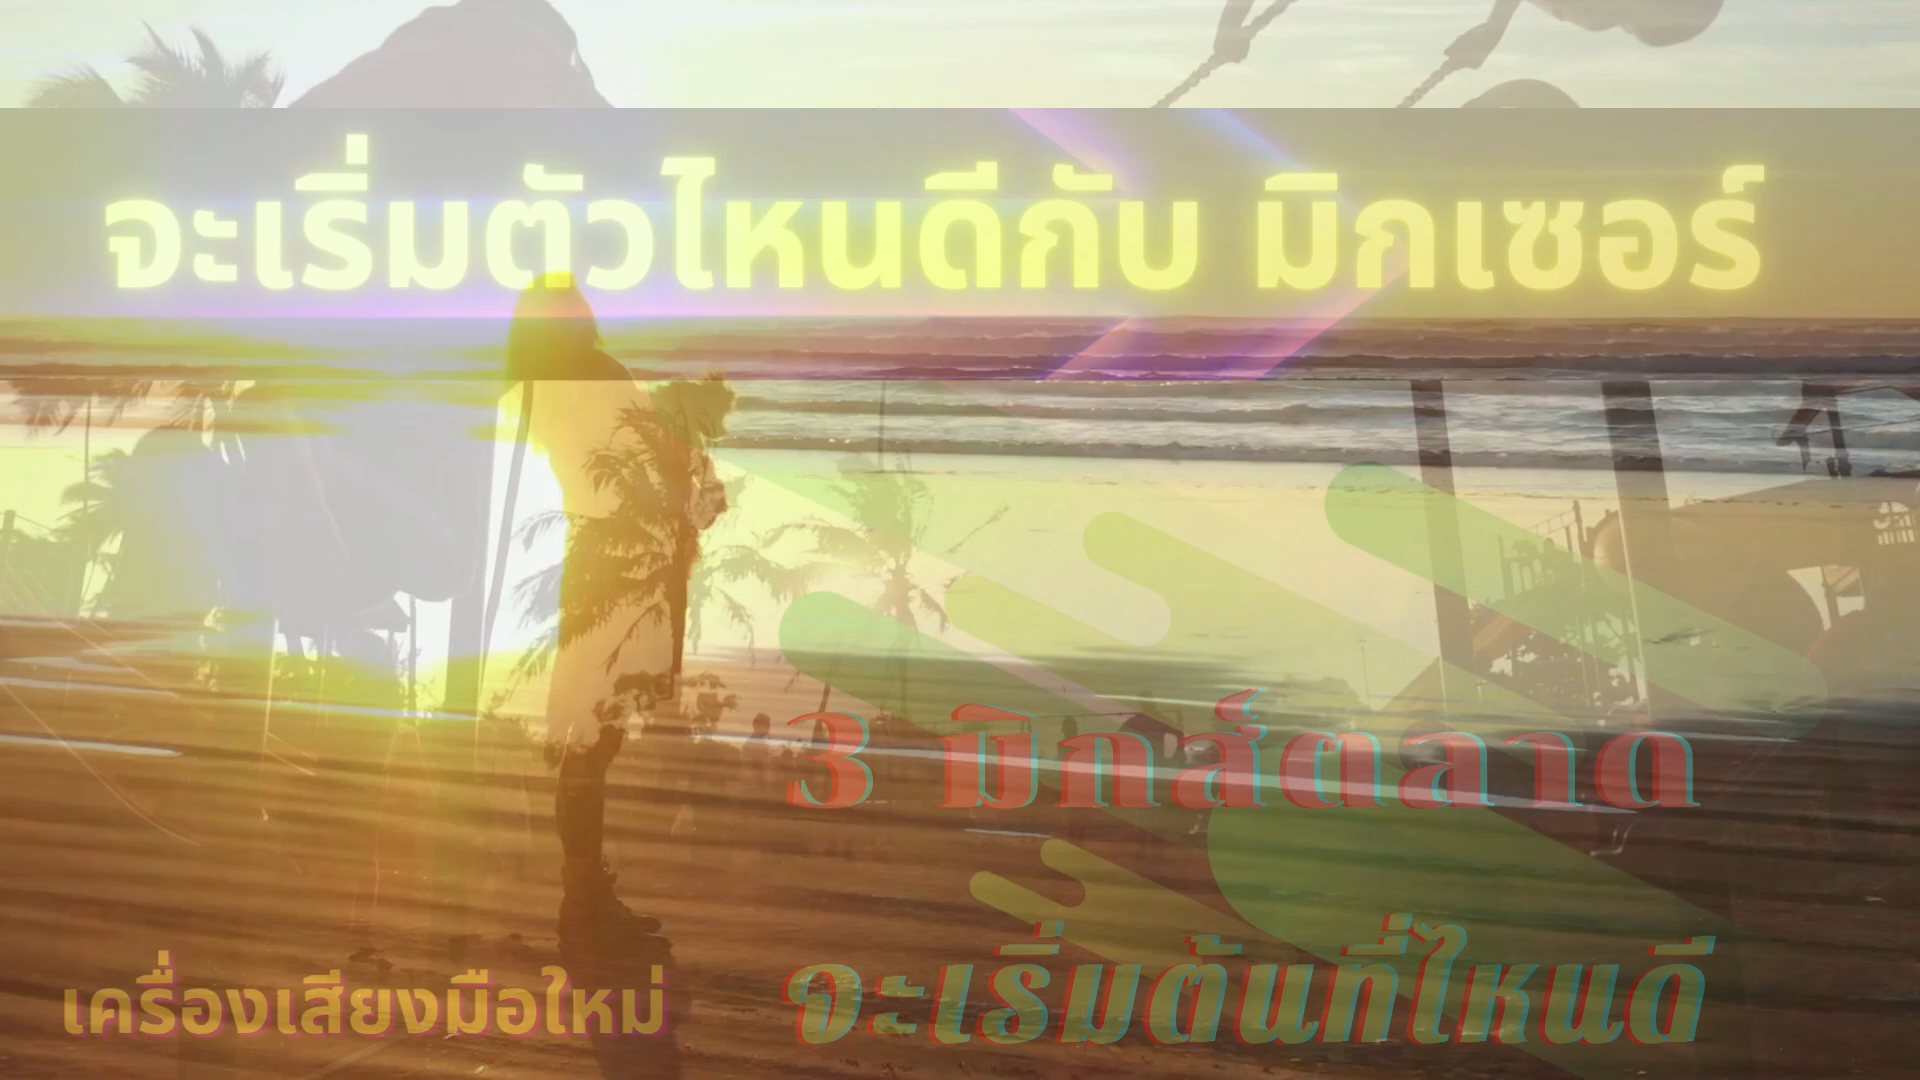 จะเริ่มตัวไหนดีกับ มิกเซอร์
3 มิกส์ตลาด
จะเริ่มต้นที่ไหนดี
เครื่องเสียงมือใหม่